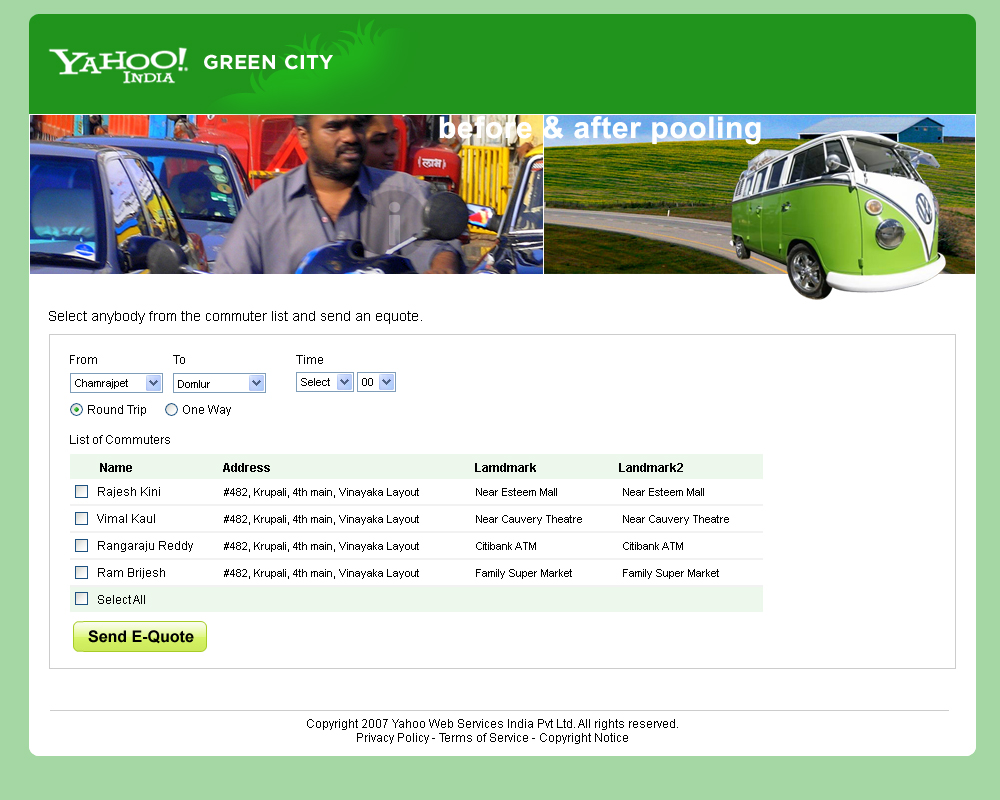 YAHOO! INDIA GREEN CITY
before & after pooling
Select anybody from the commuter list and send an equote.
From To Time
Chamrajpet Domlur Select 00
Round Trip One Way
List of Commuters
Name Address Lamdmark Landmark2
Rajesh Kini #482, Krupali, 4th main, Vinayaka Layout Near Esteem Mall Near Esteem Mall
Vimal Kaul #482, Krupali, 4th main, Vinayaka Layout Near Cauvery Theatre Near Cauvery Theatre
Rangaraju Reddy #482, Krupali, 4th main, Vinayaka Layout Citibank ATM Citibank ATM
Ram Brijesh #482, Krupali, 4th main, Vinayaka Layout Family Super Market Family Super Market
Select All
Send E-Quote
Copyright 2007 Yahoo Web Services India Pvt Ltd. All rights reserved.
Privacy Policy - Terms of Service - Copyright Notice